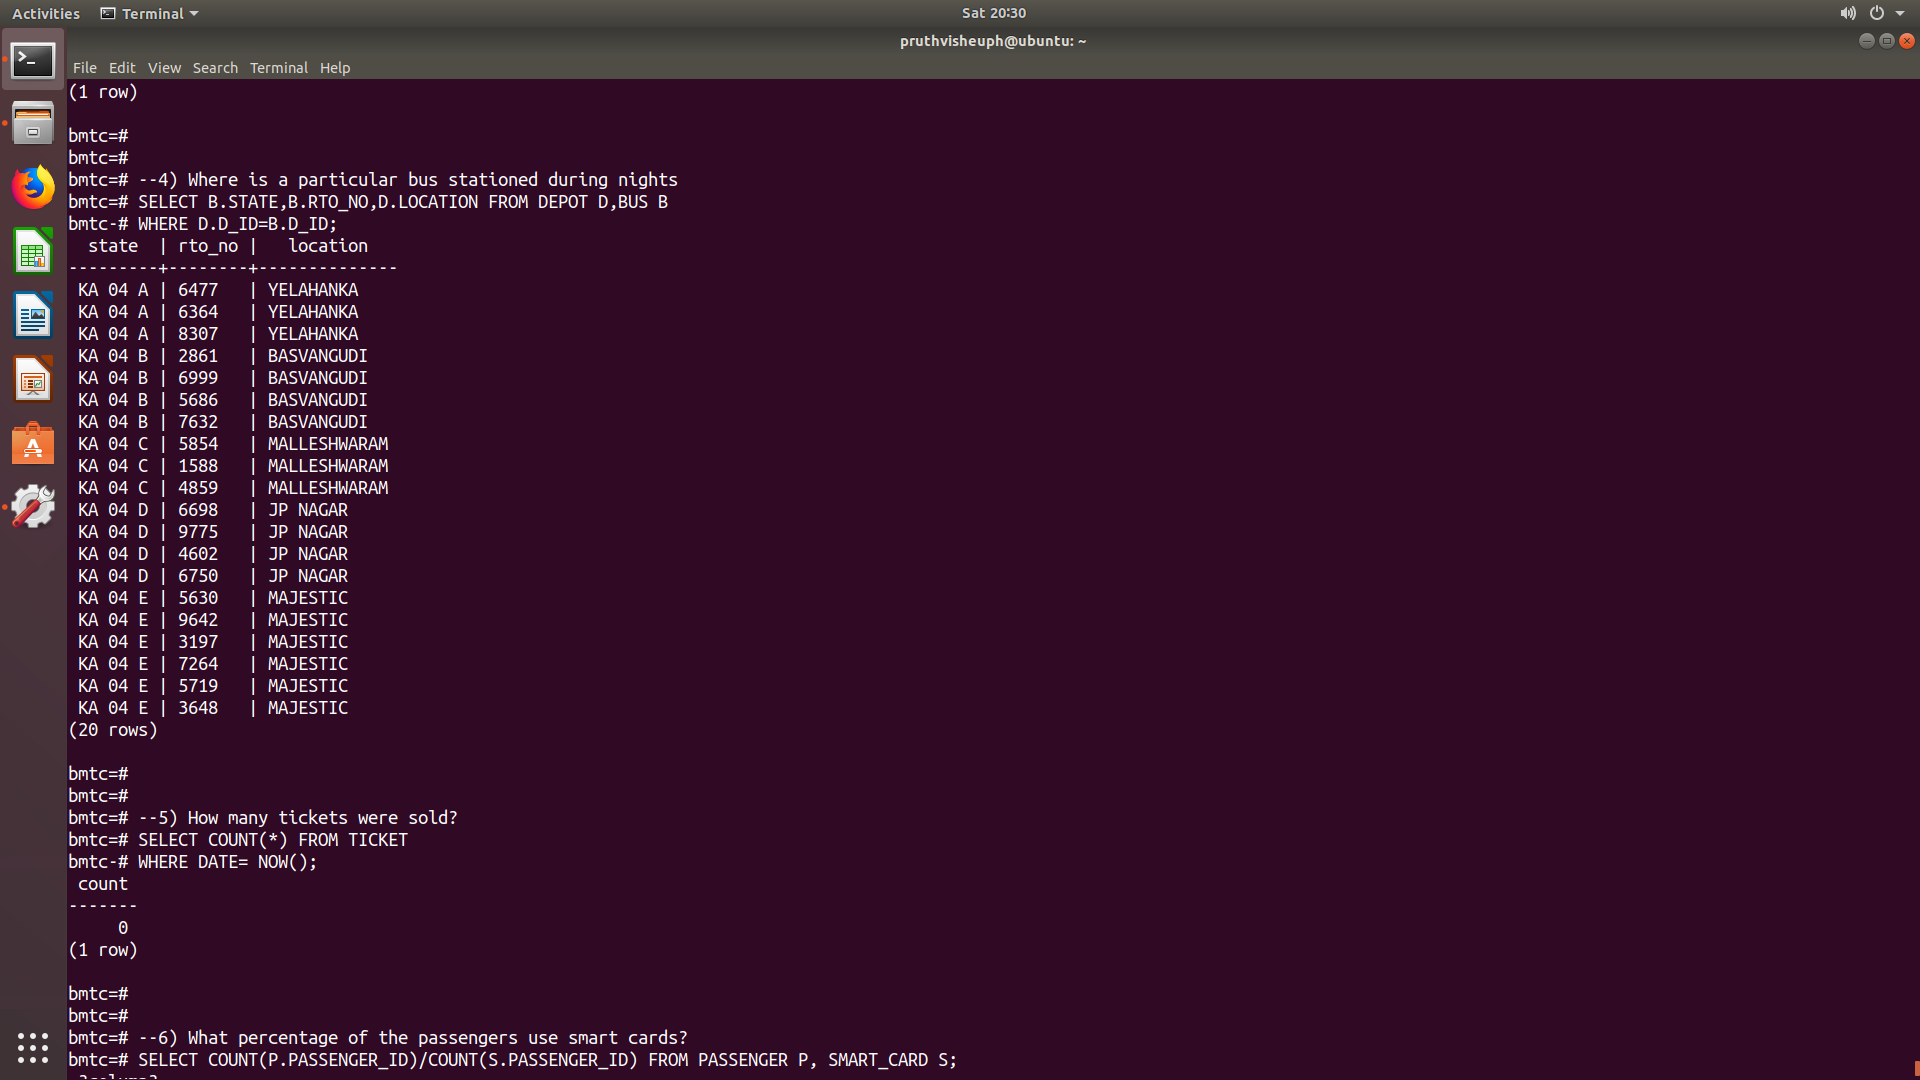 Activities Terminal Sat 20:30
pruthvisheuph@ubuntu: ~
File Edit View Search Terminal Help
(1 row)
bmtc=#
bmtc=#
bmtc=# --4) Where is a particular bus stationed during nights
bmtc=# SELECT B.STATE,B.RTO_NO,D.LOCATION FROM DEPOT D,BUS B
bmtc-# WHERE D.D_ID=B.D_ID;
  state  | rto_no |   location
---------+--------+--------------
 KA 04 A | 6477   | YELAHANKA
 KA 04 A | 6364   | YELAHANKA
 KA 04 A | 8307   | YELAHANKA
 KA 04 B | 2861   | BASVANGUDI
 KA 04 B | 6999   | BASVANGUDI
 KA 04 B | 5686   | BASVANGUDI
 KA 04 B | 7632   | BASVANGUDI
 KA 04 C | 5854   | MALLESHWARAM
 KA 04 C | 1588   | MALLESHWARAM
 KA 04 C | 4859   | MALLESHWARAM
 KA 04 D | 6698   | JP NAGAR
 KA 04 D | 9775   | JP NAGAR
 KA 04 D | 4602   | JP NAGAR
 KA 04 D | 6750   | JP NAGAR
 KA 04 E | 5630   | MAJESTIC
 KA 04 E | 9642   | MAJESTIC
 KA 04 E | 3197   | MAJESTIC
 KA 04 E | 7264   | MAJESTIC
 KA 04 E | 5719   | MAJESTIC
 KA 04 E | 3648   | MAJESTIC
(20 rows)
bmtc=#
bmtc=#
bmtc=# --5) How many tickets were sold?
bmtc=# SELECT COUNT(*) FROM TICKET
bmtc-# WHERE DATE= NOW();
 count
-------
     0
(1 row)
bmtc=#
bmtc=#
bmtc=# --6) What percentage of the passengers use smart cards?
bmtc=# SELECT COUNT(P.PASSENGER_ID)/COUNT(S.PASSENGER_ID) FROM PASSENGER P, SMART_CARD S;